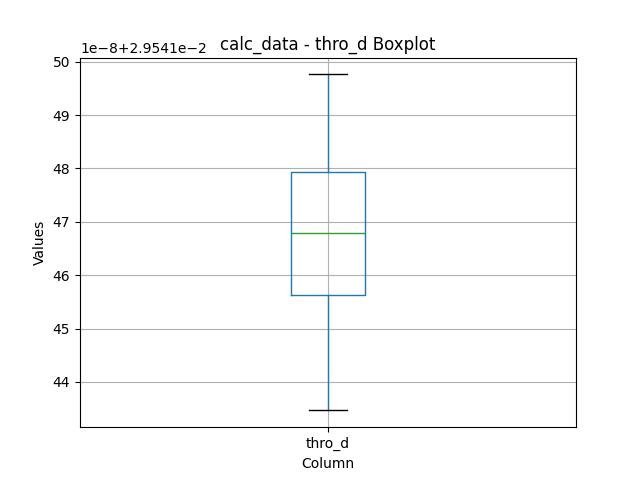 calc_data - thro_d Boxplot
1e−8+2.9541e−2
50
49
48
47
46
45
44
Values
thro_d
Column